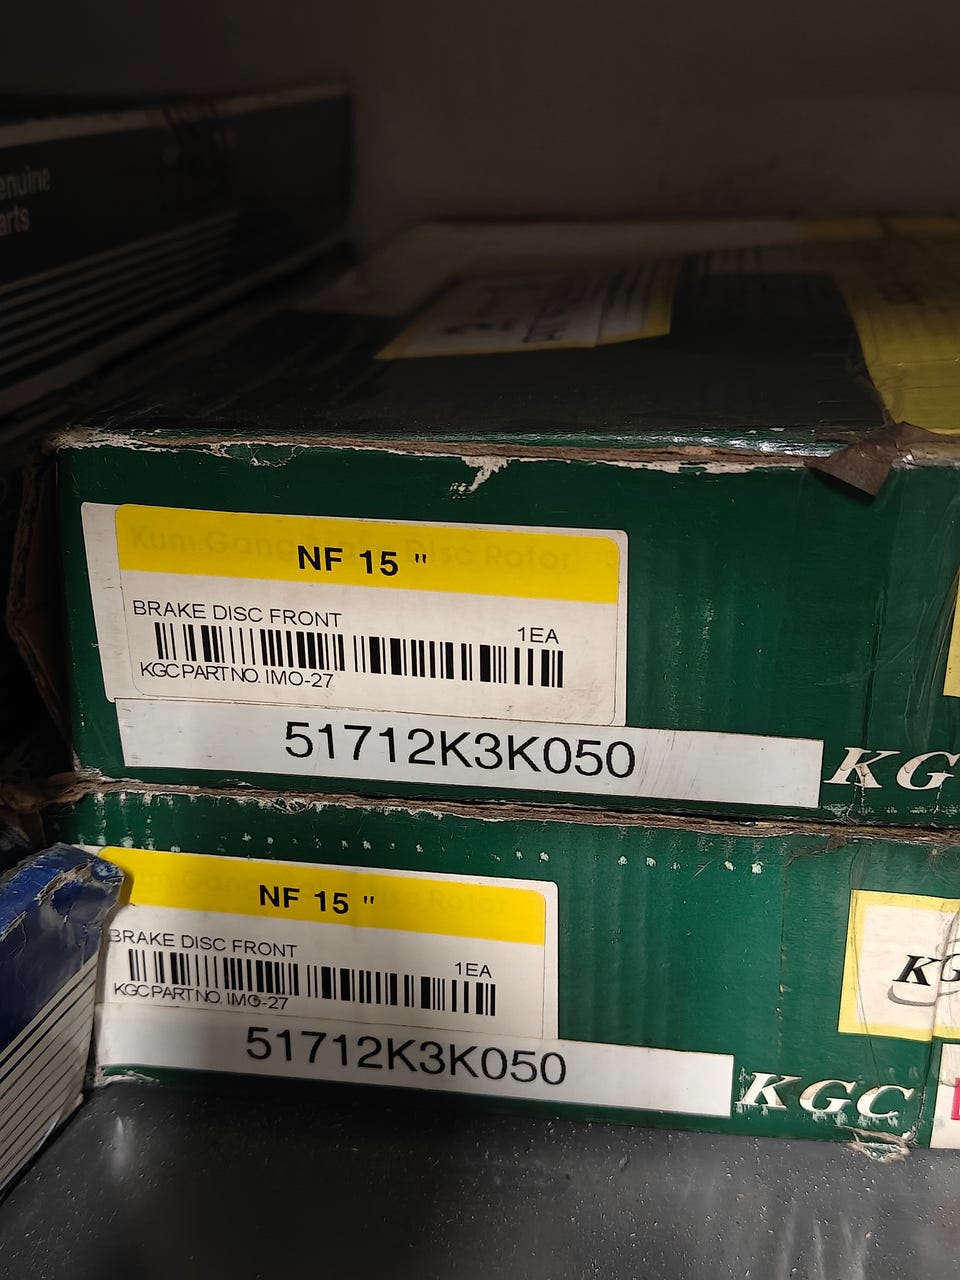 enuine
arts
NF 15 "
BRAKE DISC FRONT
1EA
KGC PART NO. IMO-27
51712K3K050
KG
NF 15 "
BRAKE DISC FRONT
1EA
KGC PART NO. IMO-27
51712K3K050
KG
KGC